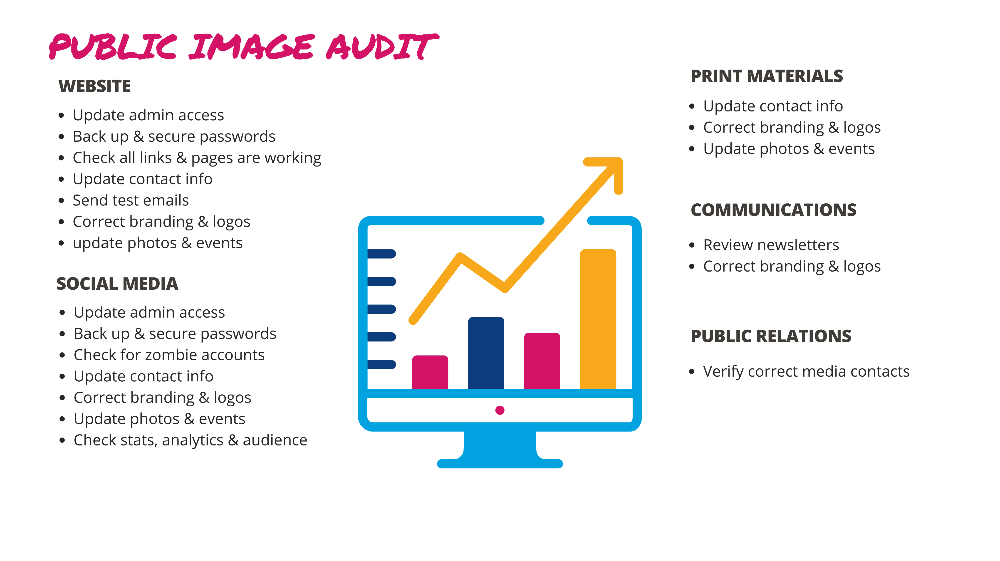 PUBLIC IMAGE AUDIT
WEBSITE
• Update admin access
• Back up & secure passwords
• Check all links & pages are working
• Update contact info
• Send test emails
• Correct branding & logos
• update photos & events
SOCIAL MEDIA
• Update admin access
• Back up & secure passwords
• Check for zombie accounts
• Update contact info
• Correct branding & logos
• Update photos & events
• Check stats, analytics & audience
PRINT MATERIALS
• Update contact info
• Correct branding & logos
• Update photos & events
COMMUNICATIONS
• Review newsletters
• Correct branding & logos
PUBLIC RELATIONS
• Verify correct media contacts